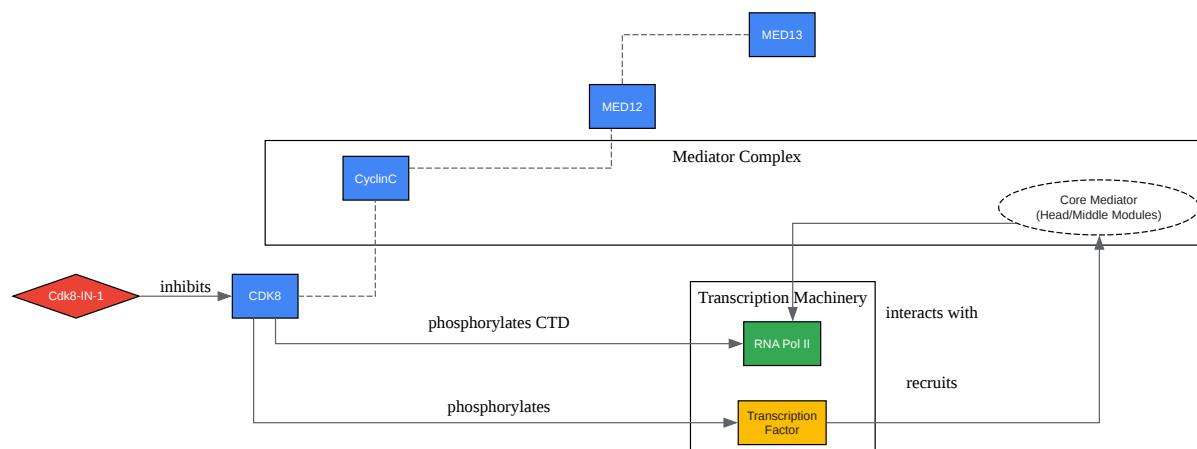 MED13
MED12
Mediator Complex
CyclinC
Core Mediator
(Head/Middle Modules)
Cdk8-IN-1
inhibits
CDK8
Transcription Machinery
interacts with
phosphorylates CTD
RNA Pol II
recruits
phosphorylates
Transcription
Factor